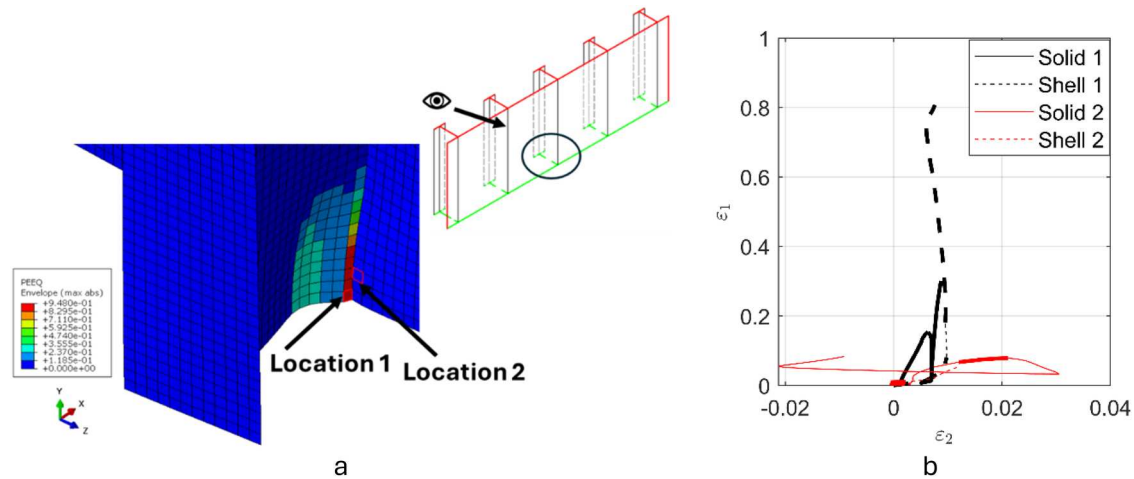 PEEQ
Envelope (max abs)
+9.480e-01
+8.295e-01
+7.110e-01
+5.925e-01
+4.740e-01
+3.555e-01
+2.370e-01
+1.185e-01
+0.000e+00
Y
X
Z
Location 1
Location 2
a
1
0.8
0.6
0.4
0.2
0
ε1
Solid 1
Shell 1
Solid 2
Shell 2
-0.02
0
0.02
0.04
ε2
b